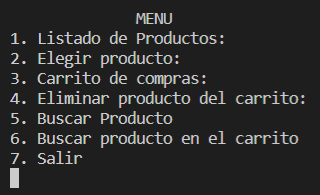 MENU
1. Listado de Productos:
2. Elegir producto:
3. Carrito de compras:
4. Eliminar producto del carrito:
5. Buscar Producto
6. Buscar producto en el carrito
7. Salir